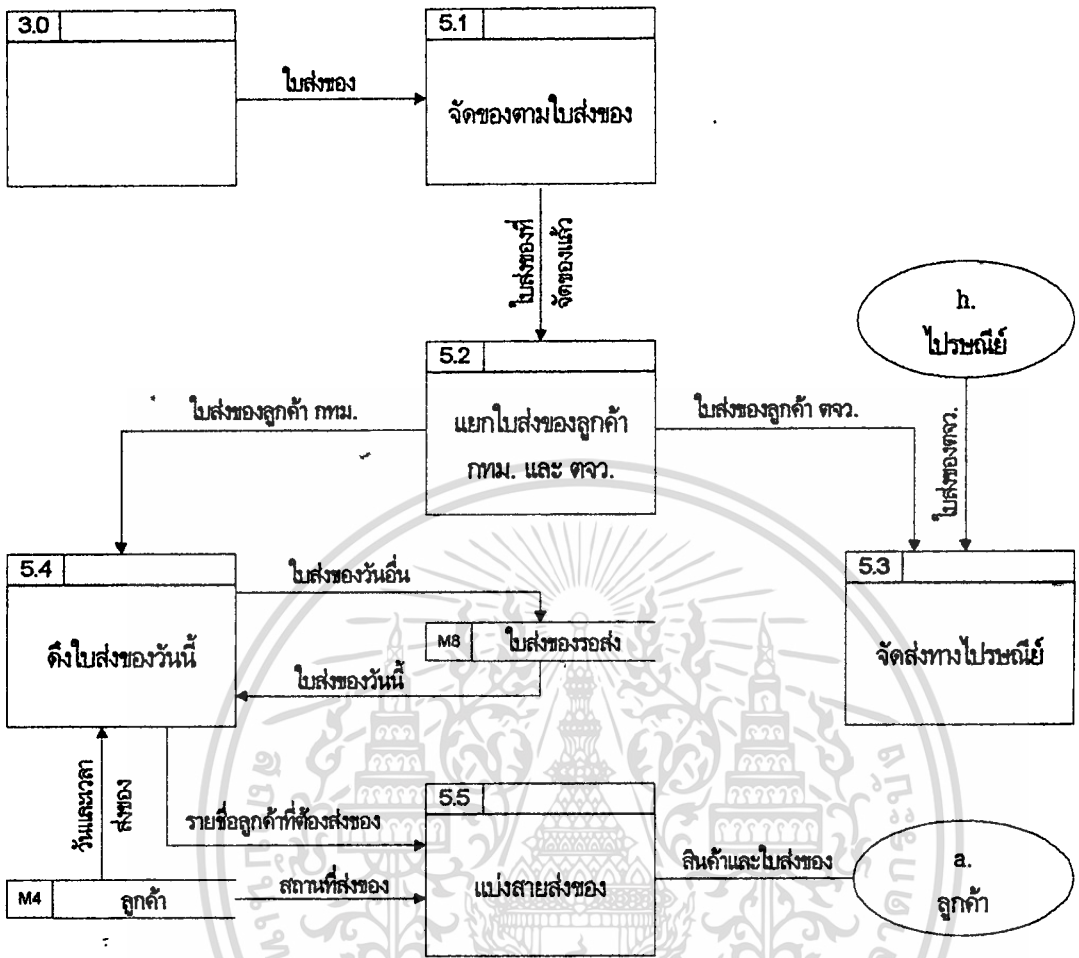 3.0
5.1
ใบส่งของ
จัดของตามใบส่งของ
ใบส่งของที่
จัดของแล้ว
h.
ไปรษณีย์
5.2
ใบส่งของลูกค้า กทม.
แยกใบส่งของลูกค้า
กทม. และ ตจว.
ใบส่งของลูกค้า ตจว.
ใบส่งของตจว.
5.4
ใบส่งของวันอื่น
5.3
ดึงใบส่งของวันนี้
M8
ใบส่งของรอส่ง
จัดส่งทางไปรษณีย์
ใบส่งของวันนี้
วันและเวลา
ส่งของ
5.5
รายชื่อลูกค้าที่ต้องส่งของ
สินค้าและใบส่งของ
a.
ลูกค้า
M4
ลูกค้า
สถานที่ส่งของ
แบ่งสายส่งของ